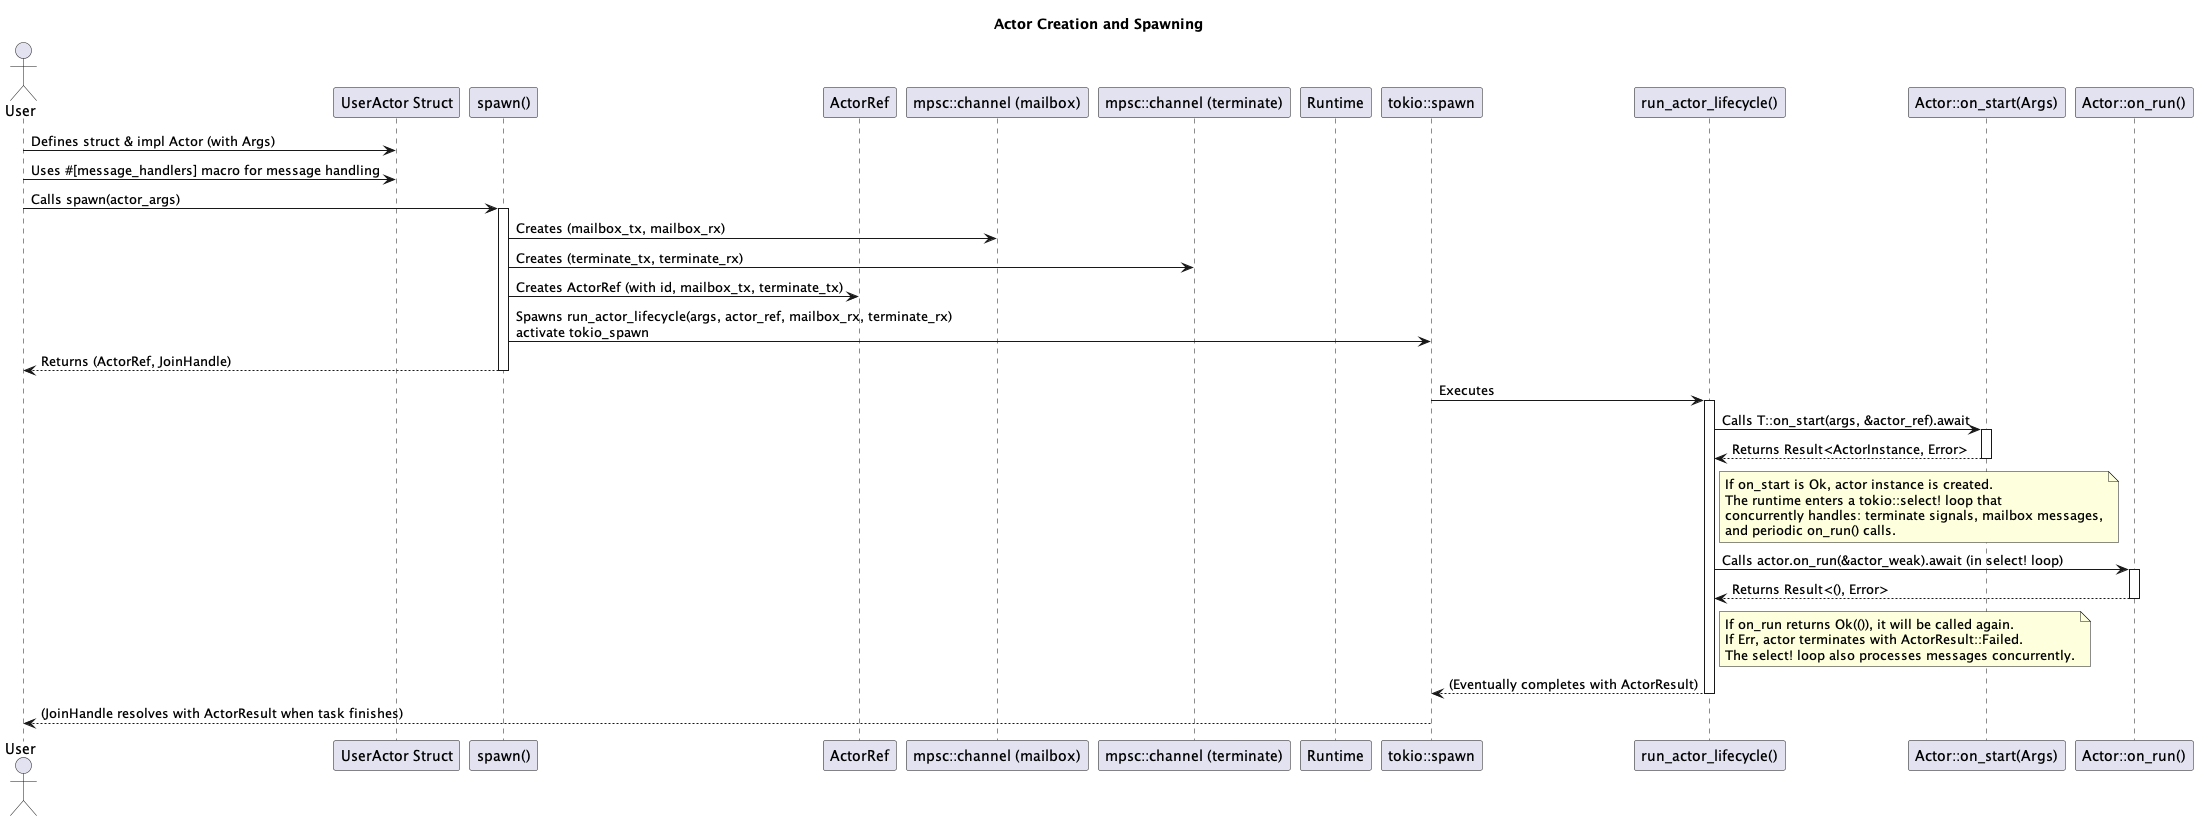 Actor Creation and Spawning
User
UserActor Struct
spawn()
ActorRef
mpsc::channel (mailbox)
mpsc::channel (terminate)
Runtime
tokio::spawn
run_actor_lifecycle()
Actor::on_start(Args)
Actor::on_run()
Defines struct & impl Actor (with Args)
Uses #[message_handlers] macro for message handling
Calls spawn(actor_args)
Creates (mailbox_tx, mailbox_rx)
Creates (terminate_tx, terminate_rx)
Creates ActorRef (with id, mailbox_tx, terminate_tx)
Spawns run_actor_lifecycle(args, actor_ref, mailbox_rx, terminate_rx)
activate tokio_spawn
Returns (ActorRef, JoinHandle)
Executes
Calls T::on_start(args, &actor_ref).await
Returns Result<ActorInstance, Error>
If on_start is Ok, actor instance is created.
The runtime enters a tokio::select! loop that
concurrently handles: terminate signals, mailbox messages,
and periodic on_run() calls.
Calls actor.on_run(&actor_weak).await (in select! loop)
Returns Result<(), Error>
If on_run returns Ok(()), it will be called again.
If Err, actor terminates with ActorResult::Failed.
The select! loop also processes messages concurrently.
(Eventually completes with ActorResult)
(JoinHandle resolves with ActorResult when task finishes)
User
UserActor Struct
spawn()
ActorRef
mpsc::channel (mailbox)
mpsc::channel (terminate)
Runtime
tokio::spawn
run_actor_lifecycle()
Actor::on_start(Args)
Actor::on_run()